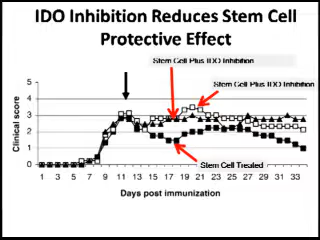 IDO Inhibition Reduces Stem Cell
Protective Effect
Stem Cell Plus IDO Inhibition
Stem Cell Plus IDO Inhibition
Clinical score
5
4
3
2
1
0
Stem Cell Treated
1 3 5 7 9 11 13 15 17 19 21 23 25 27 29 31 33
Days post immunization